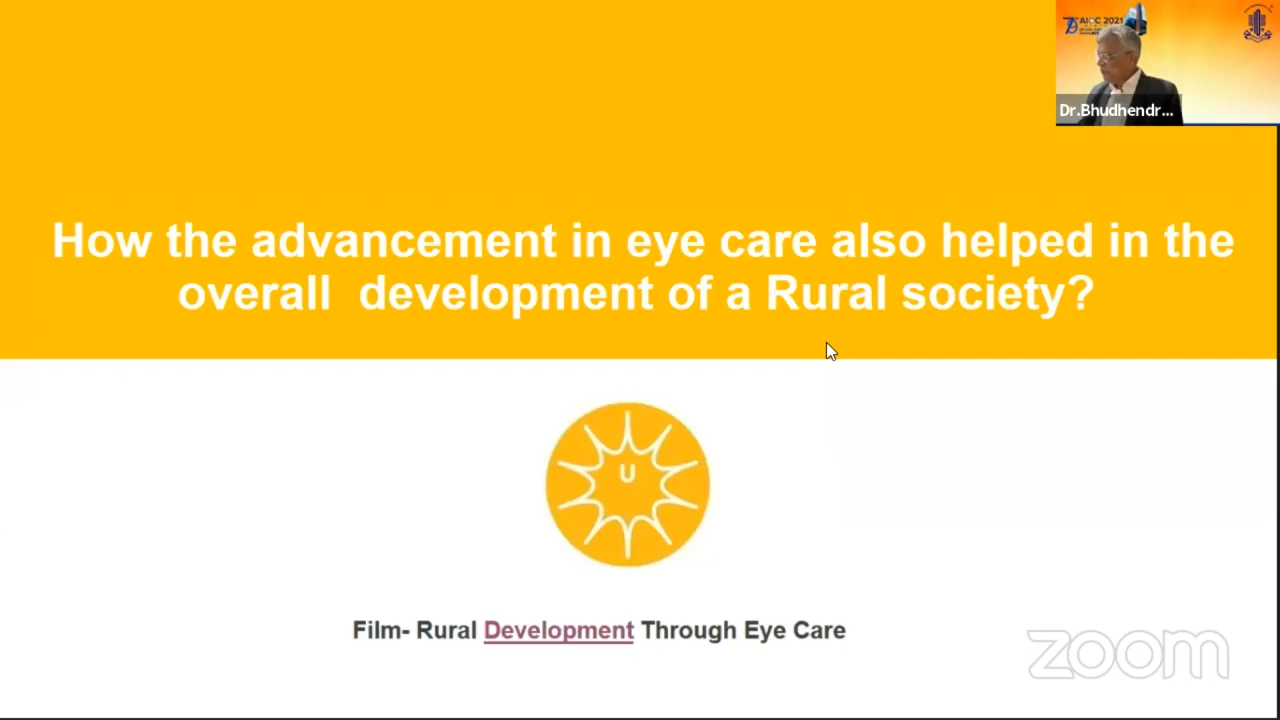 AIOC 2021
Dr.Bhudhendr...
How the advancement in eye care also helped in the
overall development of a Rural society?
U
Film- Rural Development Through Eye Care
zoom